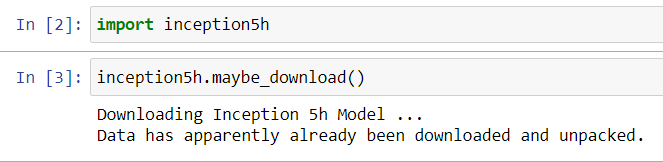 In [2]: import inception5h
In [3]: inception5h.maybe_download()
Downloading Inception 5h Model ...
Data has apparently already been downloaded and unpacked.